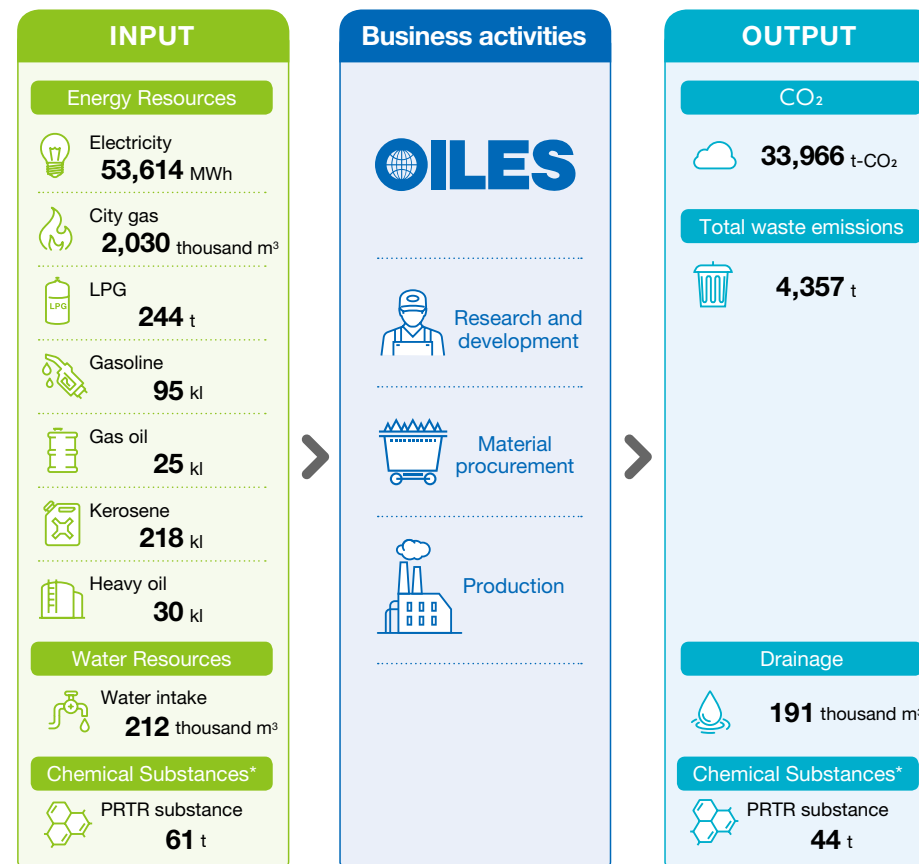 INPUT
Energy Resources
Electricity
53,614 MWh
City gas
2,030 thousand m³
LPG
LPG
244 t
Gasoline
95 kl
Gas oil
25 kl
Kerosene
218 kl
Heavy oil
30 kl
Water Resources
Water intake
212 thousand m³
Chemical Substances*
PRTR substance
61 t
Business activities
OILES
Research and
development
Material
procurement
Production
OUTPUT
CO₂
33,966 t-CO₂
Total waste emissions
4,357 t
Drainage
191 thousand m³
Chemical Substances*
PRTR substance
44 t